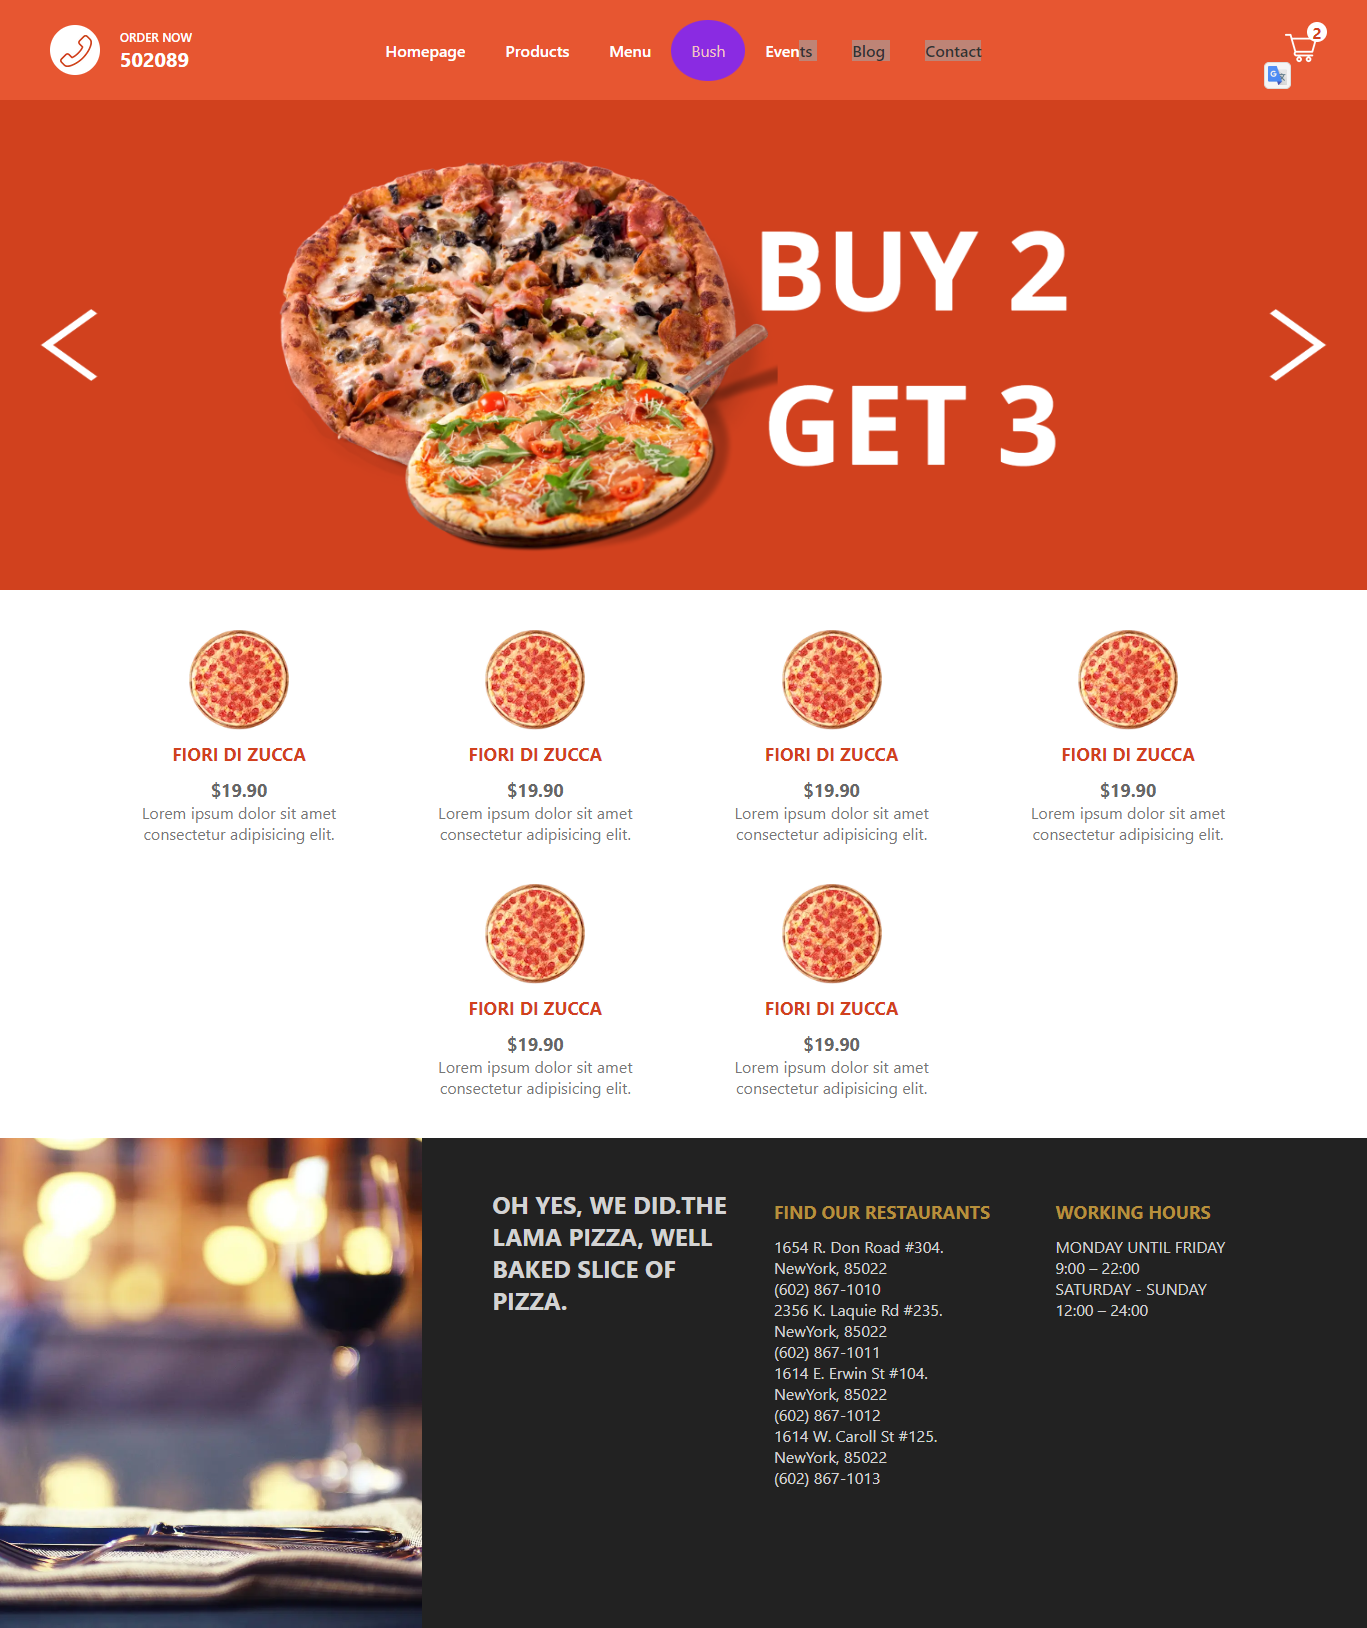 ORDER NOW
502089
Homepage Products Menu Bush Events Blog Contact
2
BUY 2
GET 3
FIORI DI ZUCCA
$19.90
Lorem ipsum dolor sit amet
consectetur adipisicing elit.
FIORI DI ZUCCA
$19.90
Lorem ipsum dolor sit amet
consectetur adipisicing elit.
FIORI DI ZUCCA
$19.90
Lorem ipsum dolor sit amet
consectetur adipisicing elit.
FIORI DI ZUCCA
$19.90
Lorem ipsum dolor sit amet
consectetur adipisicing elit.
FIORI DI ZUCCA
$19.90
Lorem ipsum dolor sit amet
consectetur adipisicing elit.
FIORI DI ZUCCA
$19.90
Lorem ipsum dolor sit amet
consectetur adipisicing elit.
OH YES, WE DID.THE
LAMA PIZZA, WELL
BAKED SLICE OF
PIZZA.
FIND OUR RESTAURANTS
1654 R. Don Road #304.
NewYork, 85022
(602) 867-1010
2356 K. Laquie Rd #235.
NewYork, 85022
(602) 867-1011
1614 E. Erwin St #104.
NewYork, 85022
(602) 867-1012
1614 W. Caroll St #125.
NewYork, 85022
(602) 867-1013
WORKING HOURS
MONDAY UNTIL FRIDAY
9:00 – 22:00
SATURDAY - SUNDAY
12:00 – 24:00